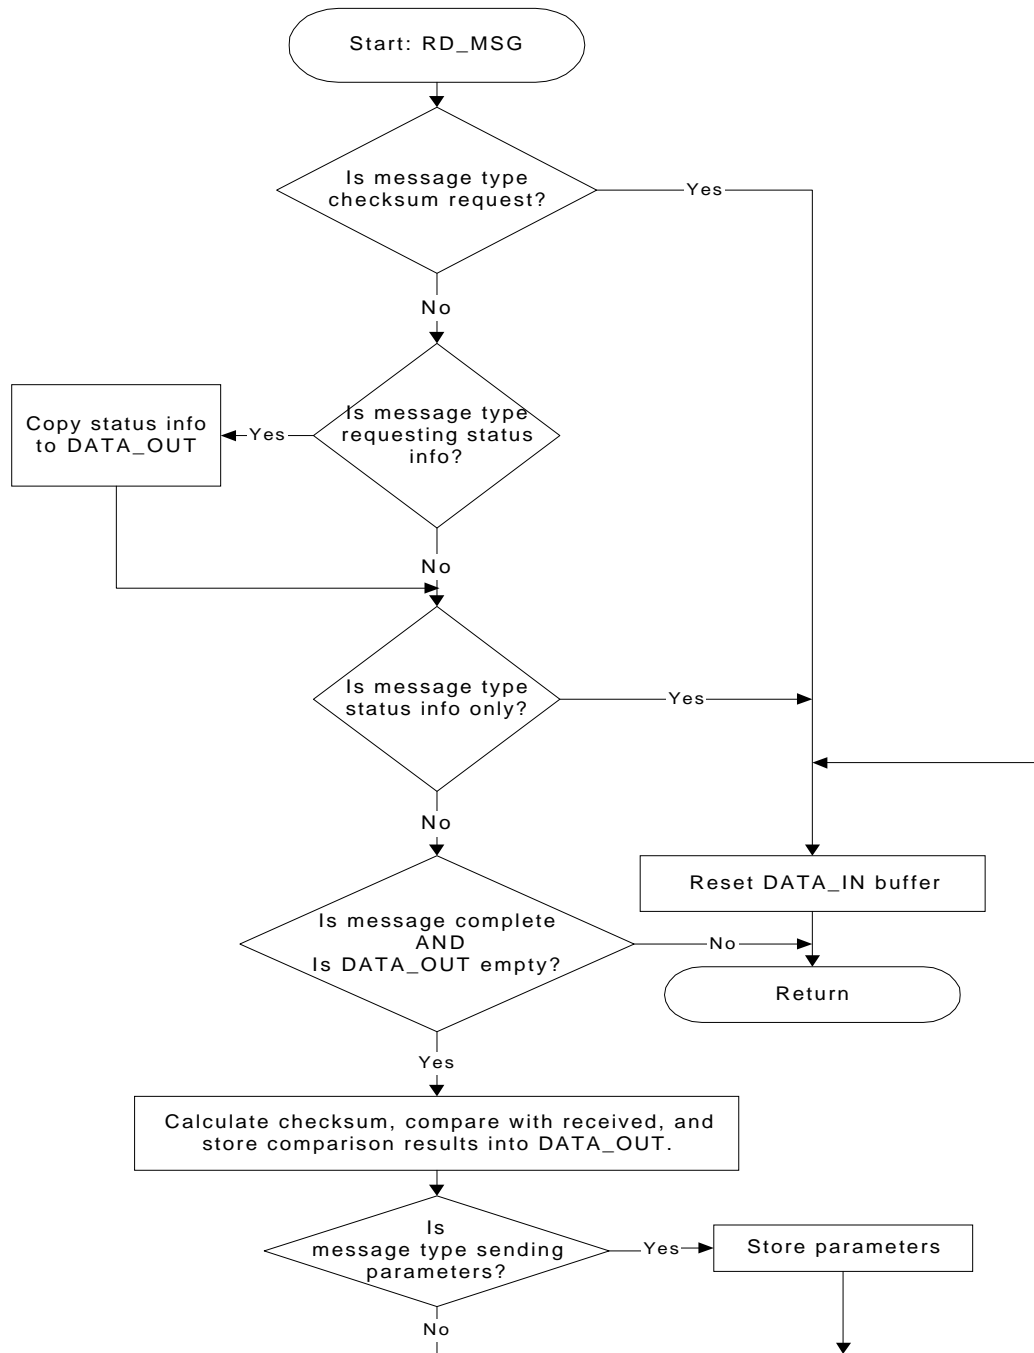 Start: RD_MSG
Is message type
checksum request?
Yes
No
Copy status info
to DATA_OUT
Yes
Is message type
requesting status
info?
No
Is message type
status info only?
Yes
No
Reset DATA_IN buffer
Is message complete
AND
Is DATA_OUT empty?
No
Return
Yes
Calculate checksum, compare with received, and
store comparison results into DATA_OUT.
Is
message type sending
parameters?
Yes
Store parameters
No